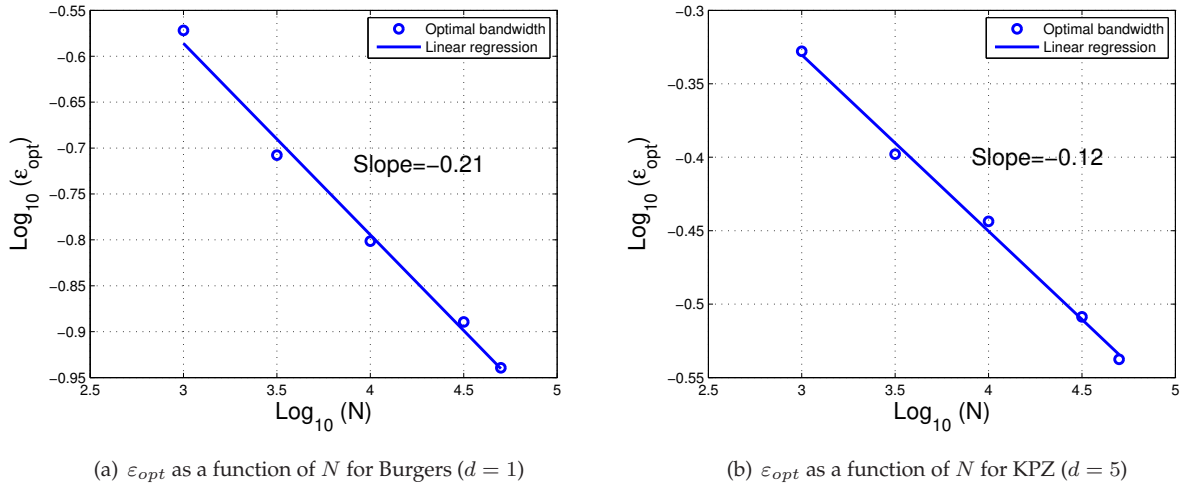 −0.55
−0.6
−0.65
−0.7
−0.75
−0.8
−0.85
−0.9
−0.95
2.5 3 3.5 4 4.5 5
Log10 (N)
Log10 (εopt)
Slope=−0.21
Optimal bandwidth
Linear regression
(a) εopt as a function of N for Burgers (d = 1)
−0.3
−0.35
−0.4
−0.45
−0.5
−0.55
2.5 3 3.5 4 4.5 5
Log10 (N)
Log10 (εopt)
Slope=−0.12
Optimal bandwidth
Linear regression
(b) εopt as a function of N for KPZ (d = 5)